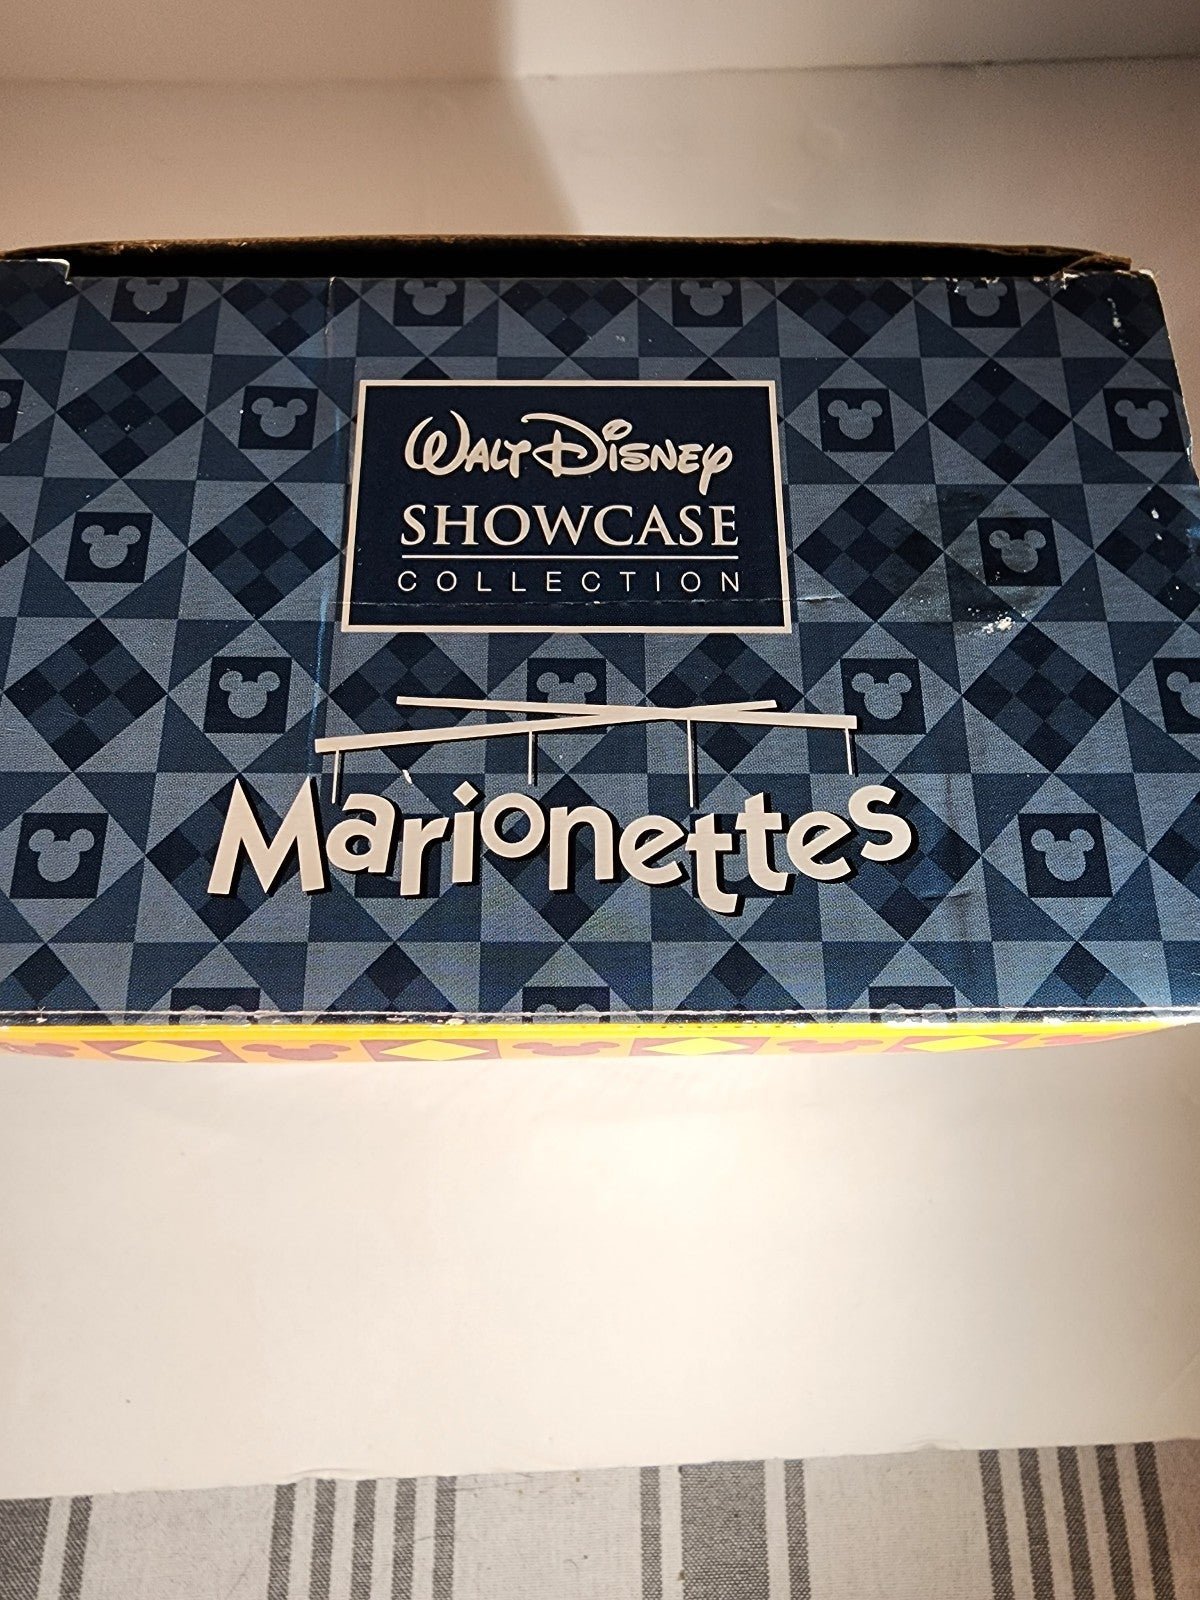 Walt Disney
SHOWCASE
COLLECTION
Marionettes